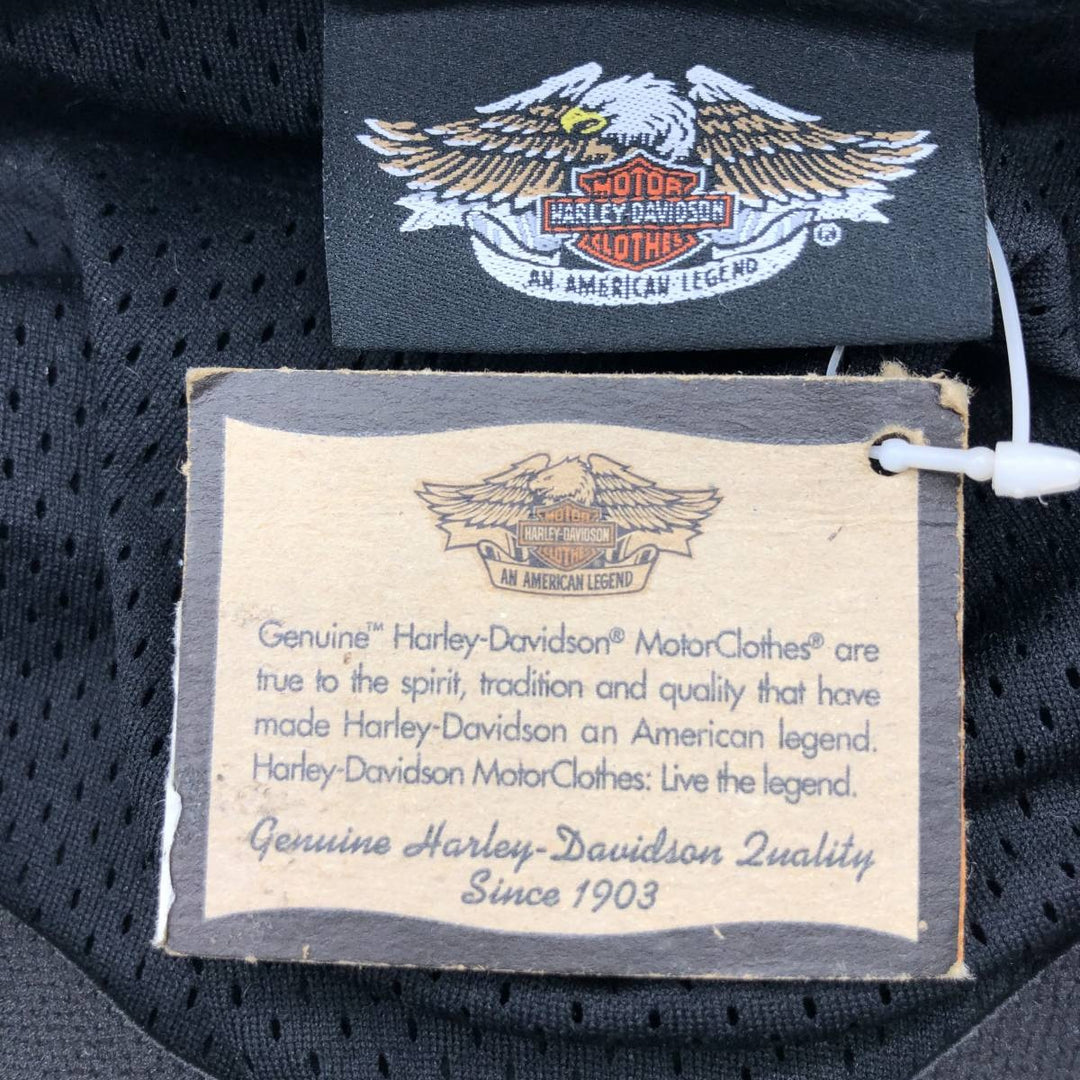 MOTOR
HARLEY-DAVIDSON
CLOTHES
®
AN AMERICAN LEGEND
MOTOR
HARLEY-DAVIDSON
CLOTHES
AN AMERICAN LEGEND
Genuine™ Harley-Davidson® MotorClothes® are
true to the spirit, tradition and quality that have
made Harley-Davidson an American legend.
Harley-Davidson MotorClothes: Live the legend.
Genuine Harley-Davidson Quality
Since 1903